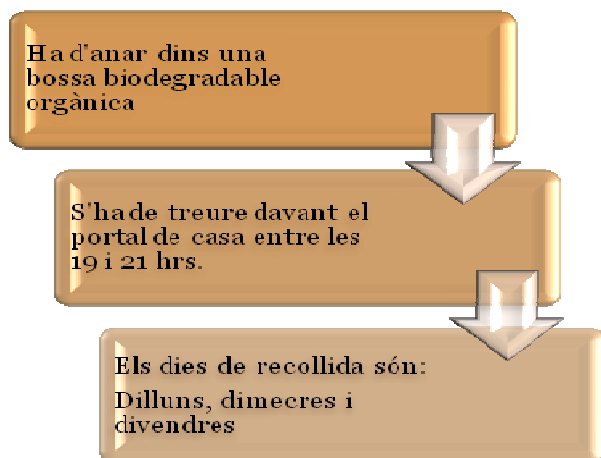 Ha d'anar dins una
bossa biodegradable
orgànica
S'ha de treure davant el
portal de casa entre les
19 i 21 hrs.
Els dies de recollida són:
Dilluns, dimecres i
divendres